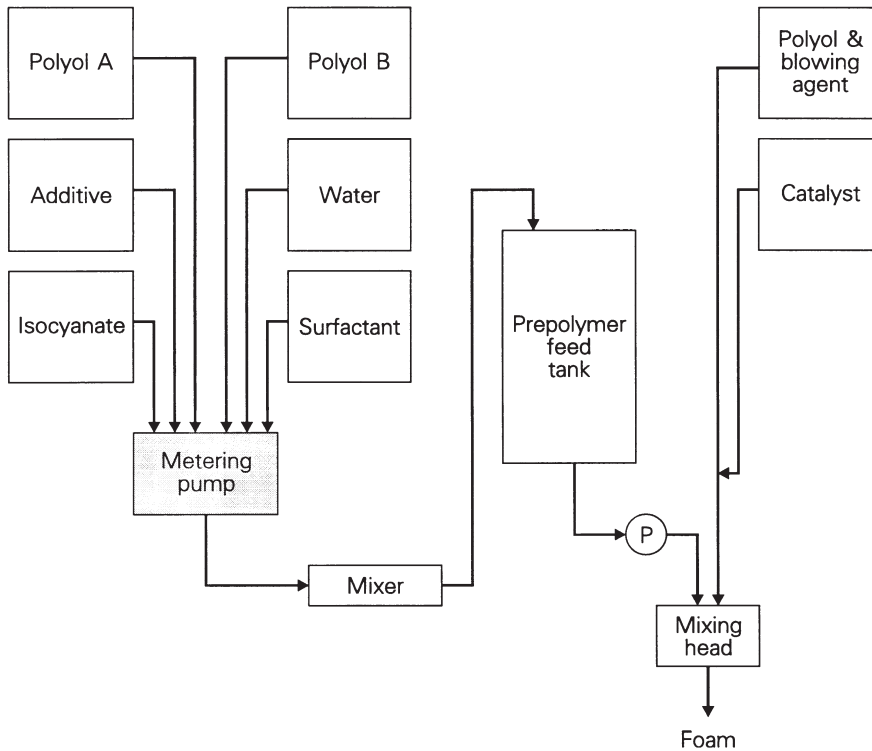 Polyol A
Polyol B
Polyol &
blowing
agent
Additive
Water
Catalyst
Isocyanate
Surfactant
Prepolymer
feed
tank
Metering
pump
P
Mixer
Mixing
head
Foam